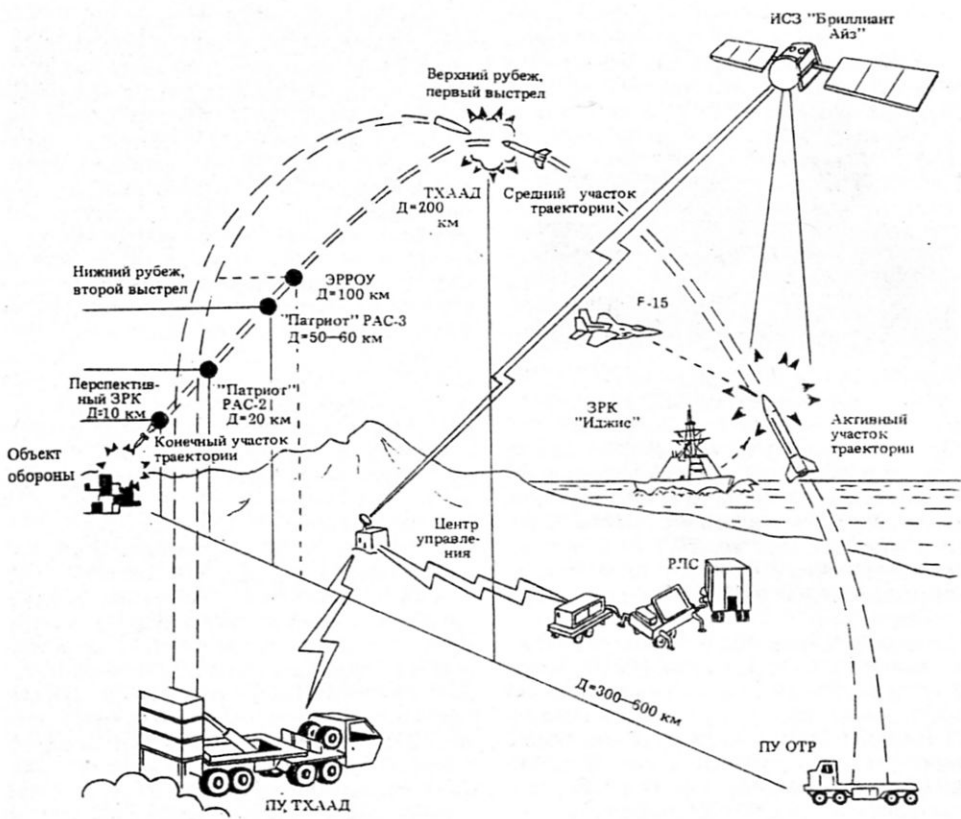 ИСЗ "Бриллиант
Айз"
Верхний рубеж,
первый выстрел
ТХААД
Д=200
км
Средний участок
траектории
Нижний рубеж,
второй выстрел
ЭРРОУ
Д=100 км
F-15
"Патриот" РАС-3
Д=50—60 км
Перспектив-
ный ЗРК
Д=10 км
"Патриот"
РАС-2
Д=20 км
ЗРК
"Иджис"
Активный
участок
траектории
Конечный участок
траектории
Объект
обороны
Центр
управления
РЛС
Д=300—600 км
ПУ ОТР
ПУ, ТХААД